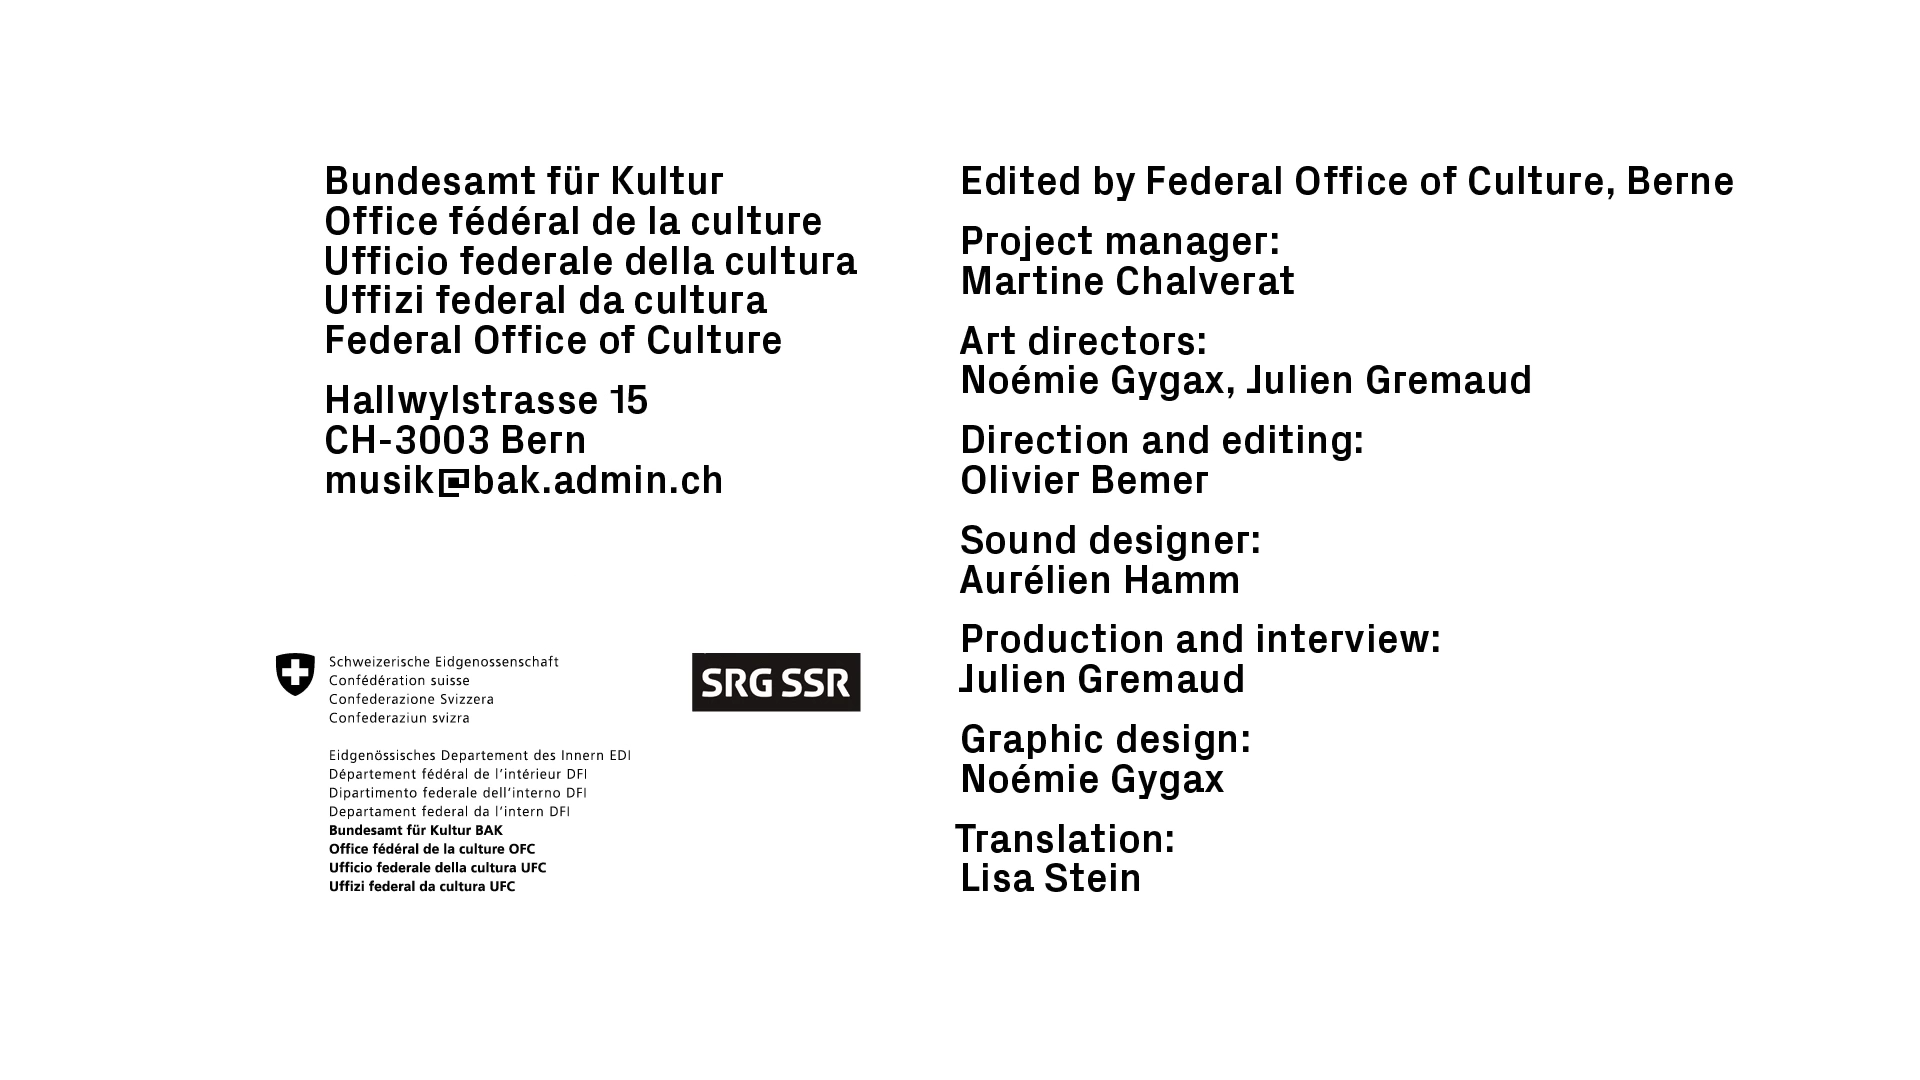 Bundesamt für Kultur
Office fédéral de la culture
Ufficio federale della cultura
Uffizi federal da cultura
Federal Office of Culture
Hallwylstrasse 15
CH-3003 Bern
musik@bak.admin.ch
Schweizerische Eidgenossenschaft
Confédération suisse
Confederazione Svizzera
Confederaziun svizra
Eidgenössisches Departement des Innern EDI
Département fédéral de l'intérieur DFI
Dipartimento federale dell'interno DFI
Departament federal da l'intern DFI
Bundesamt für Kultur BAK
Office fédéral de la culture OFC
Ufficio federale della cultura UFC
Uffizi federal da cultura UFC
SRG SSR
Edited by Federal Office of Culture, Berne
Project manager:
Martine Chalverat
Art directors:
Noémie Gygax, Julien Gremaud
Direction and editing:
Olivier Bemer
Sound designer:
Aurélien Hamm
Production and interview:
Julien Gremaud
Graphic design:
Noémie Gygax
Translation:
Lisa Stein